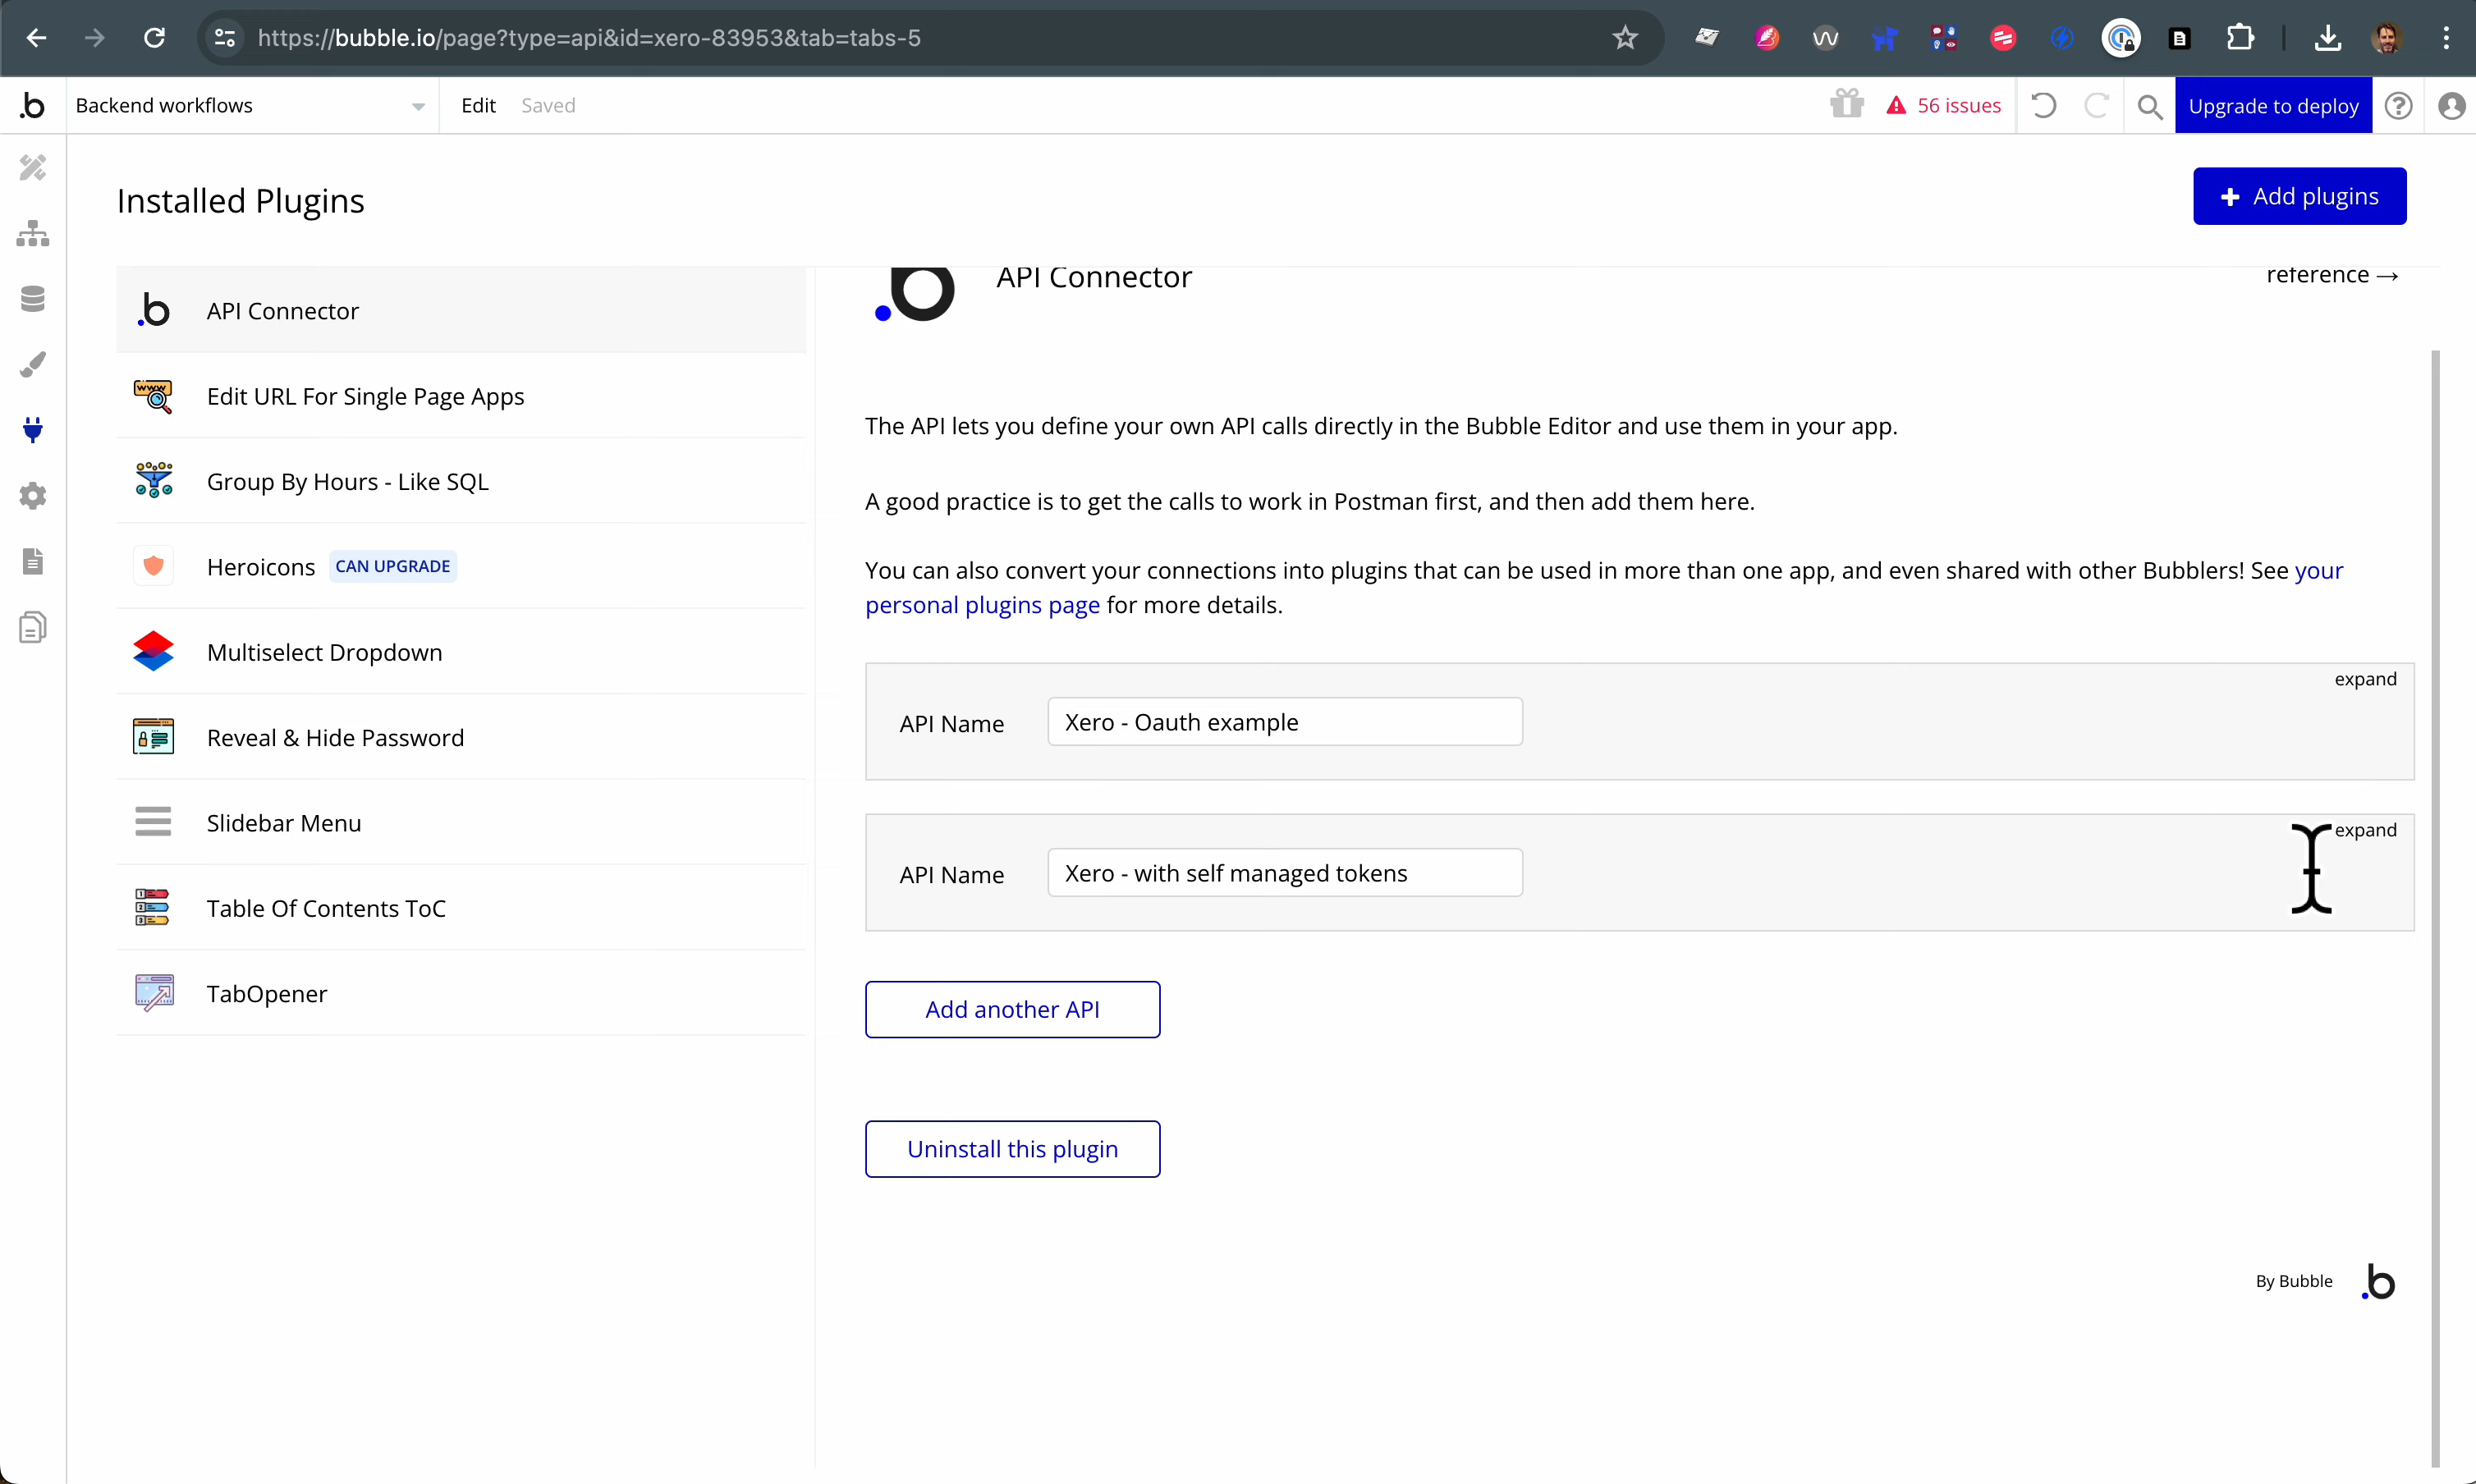 https://bubble.io/page?type=api&id=xero-83953&tab=tabs-5
Backend workflows
Edit
Saved
56 issues
Upgrade to deploy
Installed Plugins
Add plugins
API Connector
Edit URL For Single Page Apps
Group By Hours - Like SQL
Heroicons
CAN UPGRADE
Multiselect Dropdown
Reveal & Hide Password
Slidebar Menu
Table Of Contents ToC
TabOpener
API Connector
reference →
The API lets you define your own API calls directly in the Bubble Editor and use them in your app.
A good practice is to get the calls to work in Postman first, and then add them here.
You can also convert your connections into plugins that can be used in more than one app, and even shared with other Bubblers! See your
personal plugins page for more details.
expand
API Name
Xero - Oauth example
expand
API Name
Xero - with self managed tokens
Add another API
Uninstall this plugin
By Bubble